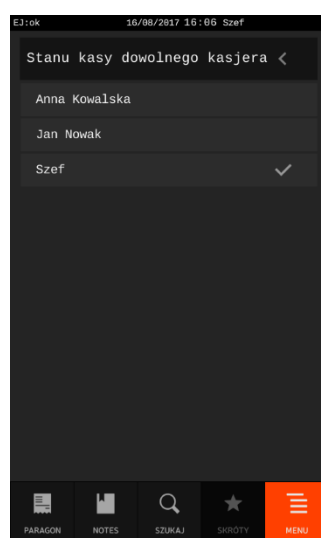 EJ:ok 16/08/2017 16:06 Szef
Stanu kasy dowolnego kasjera
Anna Kowalska
Jan Nowak
Szef
PARAGON NOTES SZUKAJ SKRÓTY MENU